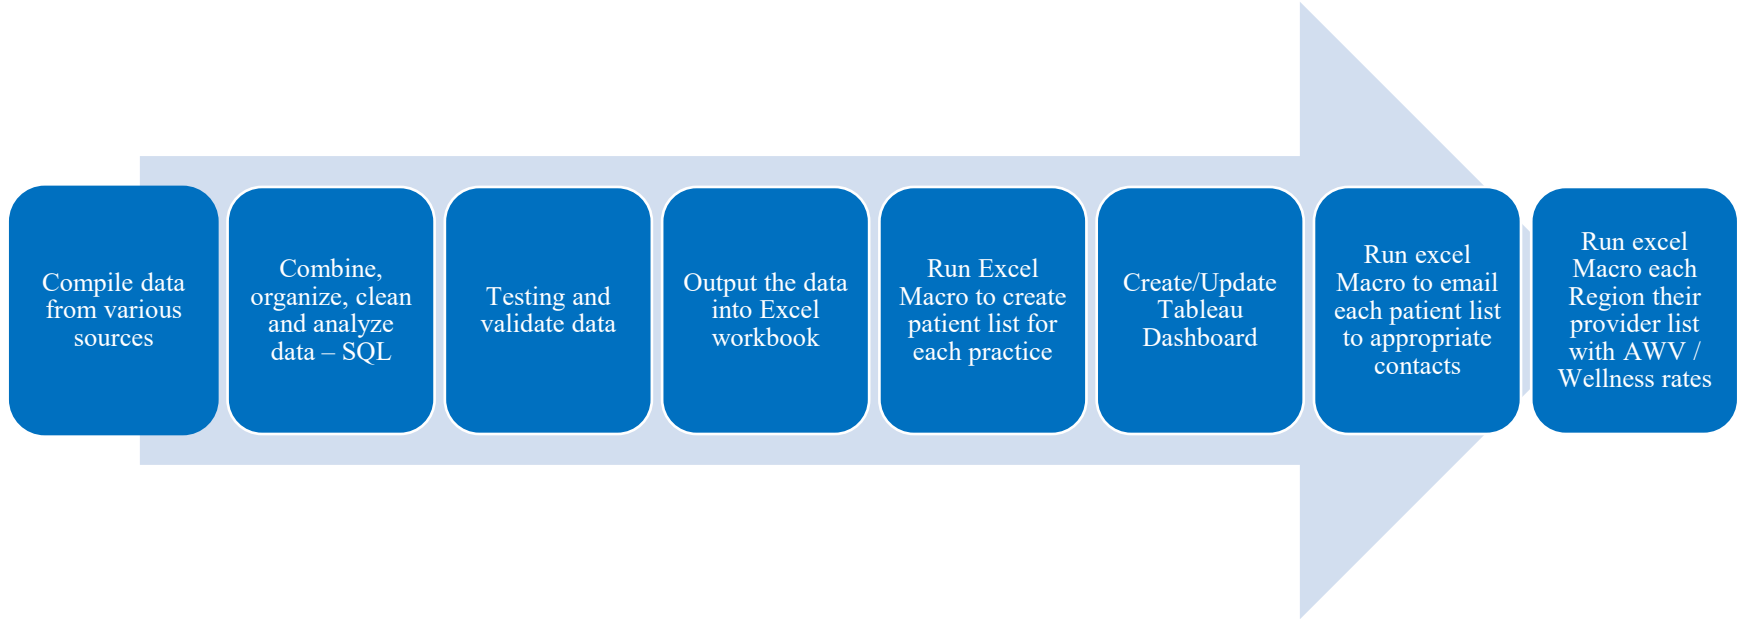 Compile data
from various
sources
Combine,
organize, clean
and analyze
data – SQL
Testing and
validate data
Output the data
into Excel
workbook
Run Excel
Macro to create
patient list for
each practice
Create/Update
Tableau
Dashboard
Run excel
Macro to email
each patient list
to appropriate
contacts
Run excel
Macro each
Region their
provider list
with AWV /
Wellness rates